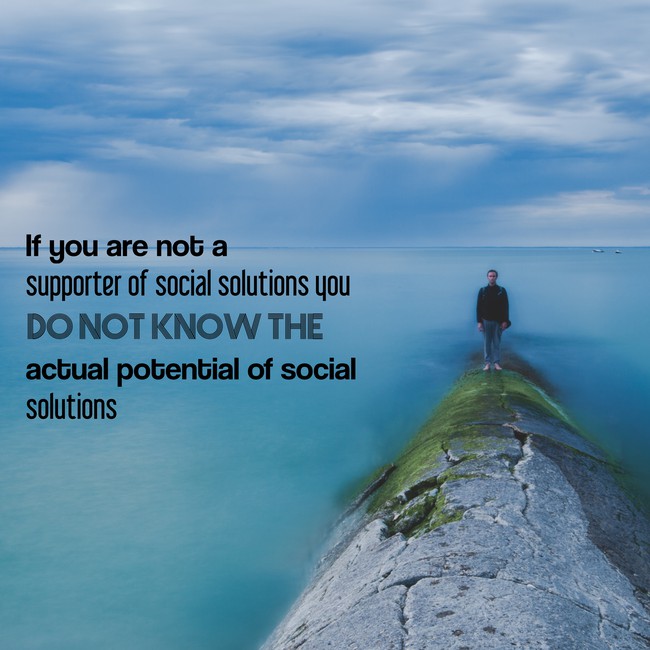 If you are not a
supporter of social solutions you
DO NOT KNOW THE
actual potential of social
solutions